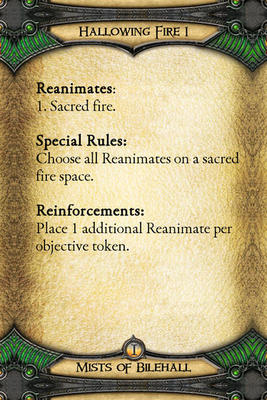 Hallowing Fire I
Reanimates:
1. Sacred fire.
Special Rules:
Choose all Reanimates on a sacred
fire space.
Reinforcements:
Place 1 additional Reanimate per
objective token.
I
Mists of Bilehall